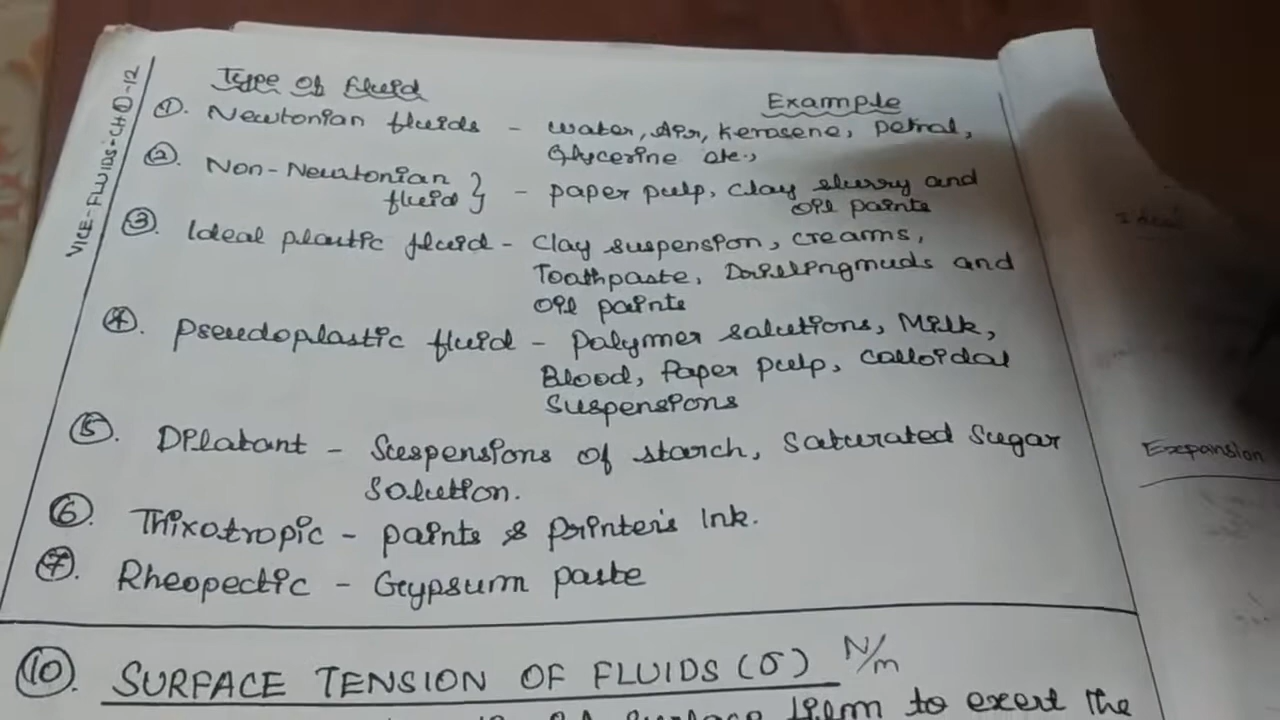 VICE-FLUIDS-CH①-12
Type of Fluid
Example
①. Newtonian fluids - water, Air, Kerosene, Petrol,
Glycerine etc.,
②. Non-Newtonian
fluid } - paper pulp, Clay slurry and
oil paints
③. Ideal plastic fluid - Clay suspension, creams,
Toothpaste, Drillingmuds and
oil paints
④. Pseudoplastic fluid - Polymer solutions, Milk,
Blood, Paper pulp, Colloidal
Suspensions
⑤. Dilatant - Suspensions of starch, Saturated Sugar
Solution.
⑥. Thixotropic - paints & printer's Ink.
⑦. Rheopectic - Gypsum paste
⑩. SURFACE TENSION OF FLUIDS (σ) N/m
surface film to exert the
Expansion